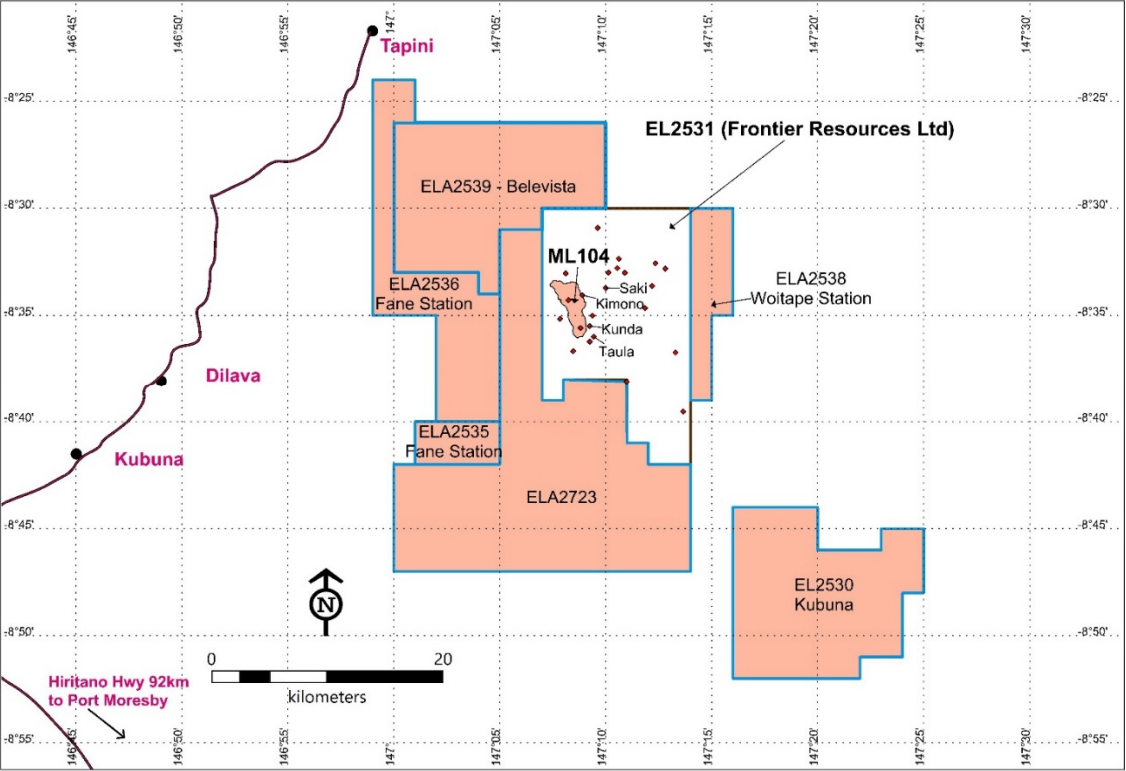 146°45'
146°50'
146°55'
147°
147°05'
147°10'
147°15'
147°20'
147°25'
147°30'
Tapini
-8°25'
-8°25'
EL2531 (Frontier Resources Ltd)
ELA2539 - Belevista
-8°30'
-8°30'
ML104
ELA2536
Fane Station
ELA2538
Woitape Station
Saki
Kimono
-8°35'
-8°35'
Kunda
Taula
Dilava
-8°40'
-8°40'
ELA2535
Fane Station
Kubuna
ELA2723
-8°45'
-8°45'
EL2530
Kubuna
N
-8°50'
-8°50'
0
20
kilometers
Hiritano Hwy 92km
to Port Moresby
-8°55'
-8°55'
146°45'
146°50'
146°55'
147°
147°05'
147°10'
147°15'
147°20'
147°25'
147°30'